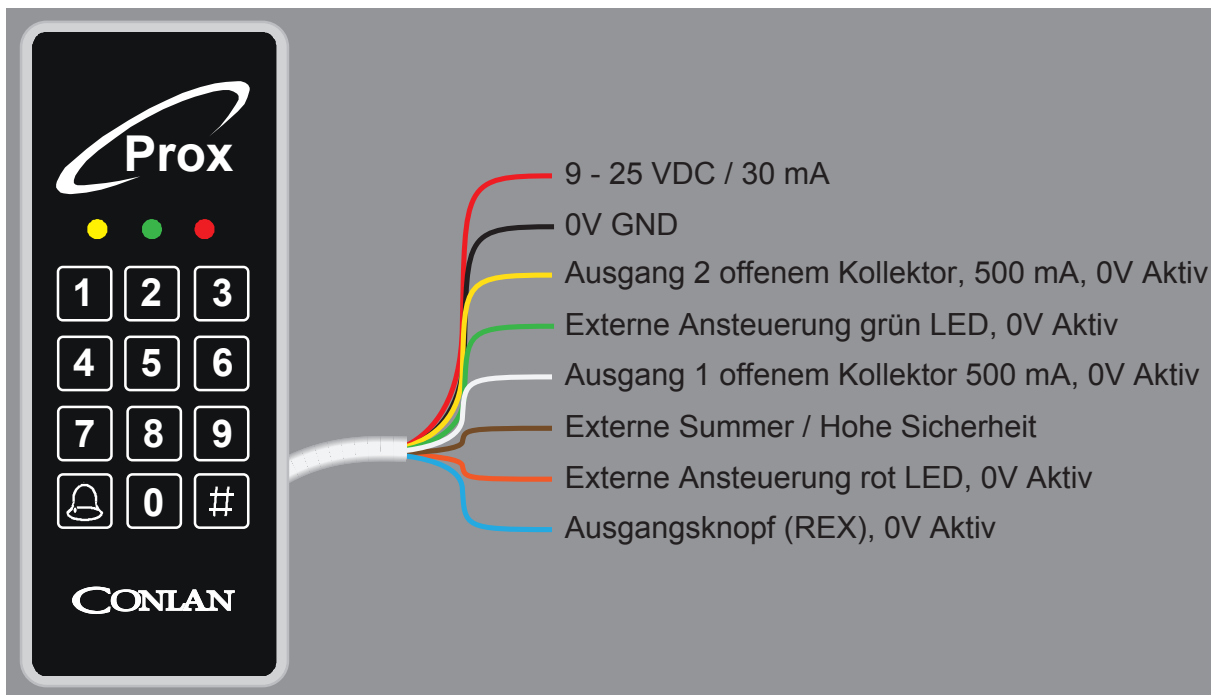 Prox
1 2 3
4 5 6
7 8 9
0 #
CONLAN
9 - 25 VDC / 30 mA
0V GND
Ausgang 2 offenem Kollektor, 500 mA, 0V Aktiv
Externe Ansteuerung grün LED, 0V Aktiv
Ausgang 1 offenem Kollektor 500 mA, 0V Aktiv
Externe Summer / Hohe Sicherheit
Externe Ansteuerung rot LED, 0V Aktiv
Ausgangsknopf (REX), 0V Aktiv